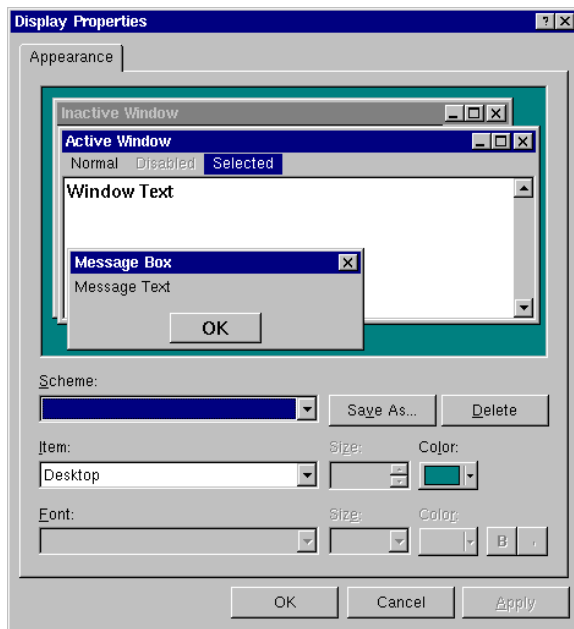 Display Properties
Appearance
Inactive Window
Active Window
Normal Disabled Selected
Window Text
Message Box
Message Text
OK
Scheme:
Save As... Delete
Item: Size: Color:
Desktop
Font: Size: Color:
B
OK Cancel Apply